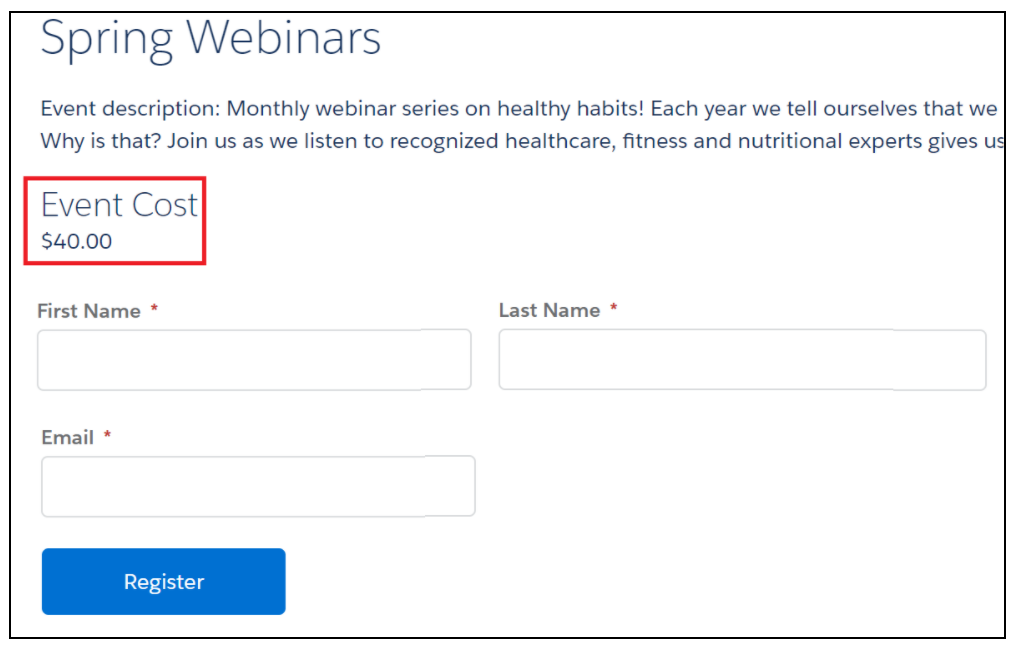 Spring Webinars
Event description: Monthly webinar series on healthy habits! Each year we tell ourselves that we
Why is that? Join us as we listen to recognized healthcare, fitness and nutritional experts gives us
Event Cost
$40.00
First Name * Last Name *
Email *
Register